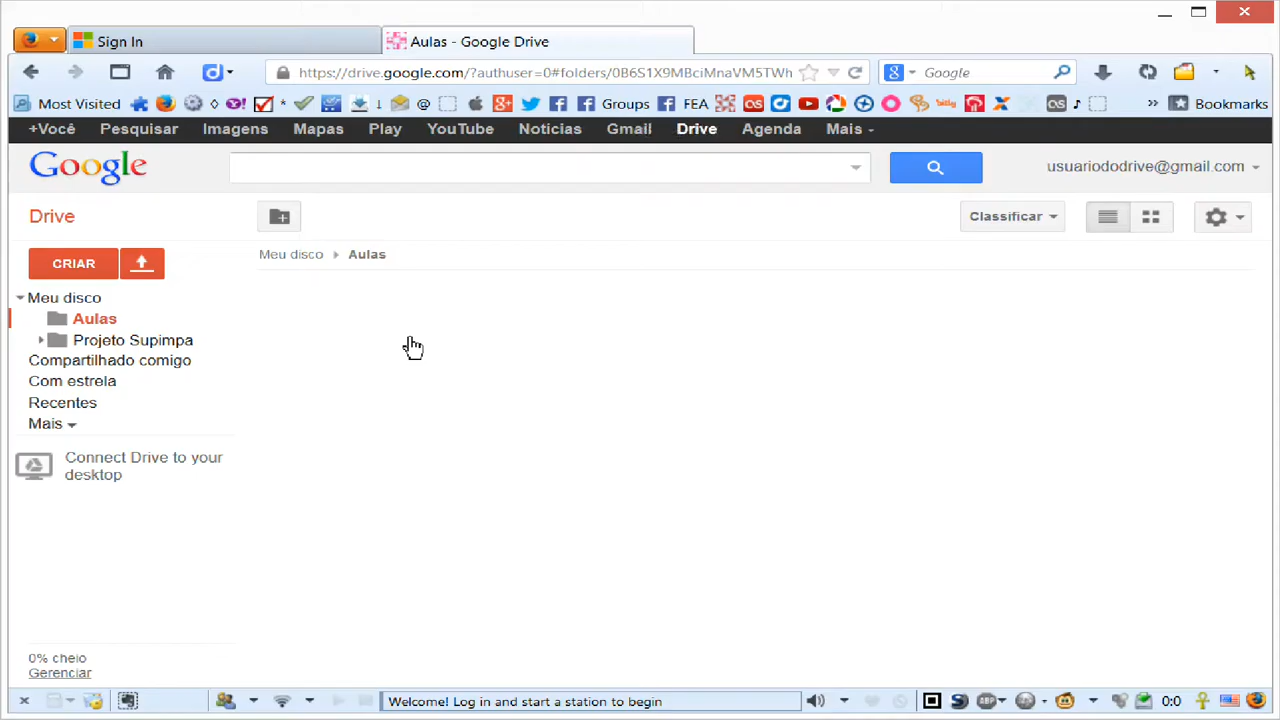 Sign In
Aulas - Google Drive
https://drive.google.com/?authuser=0#folders/0B6S1X9MBciMnaVM5TWh
Google
Most Visited
Groups
FEA
bitly
Bookmarks
+Você Pesquisar Imagens Mapas Play YouTube Notícias Gmail Drive Agenda Mais
Google
usuariododrive@gmail.com
Drive
Classificar
CRIAR
Meu disco Aulas
Meu disco
Aulas
Projeto Supimpa
Compartilhado comigo
Com estrela
Recentes
Mais
Connect Drive to your
desktop
0% cheio
Gerenciar
Welcome! Log in and start a station to begin
ABP
0:0